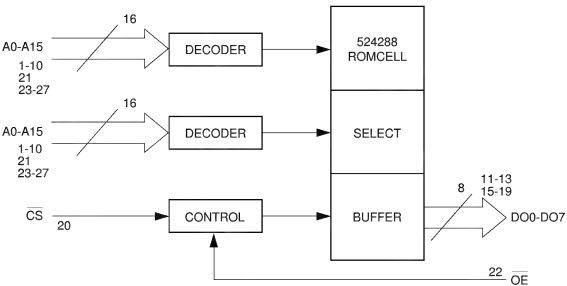 16
A0-A15
1-10
21
23-27
DECODER
524288
ROMCELL
16
A0-A15
1-10
21
23-27
DECODER
SELECT
CS
20
CONTROL
BUFFER
8
11-13
15-19
DO0-DO7
22
OE